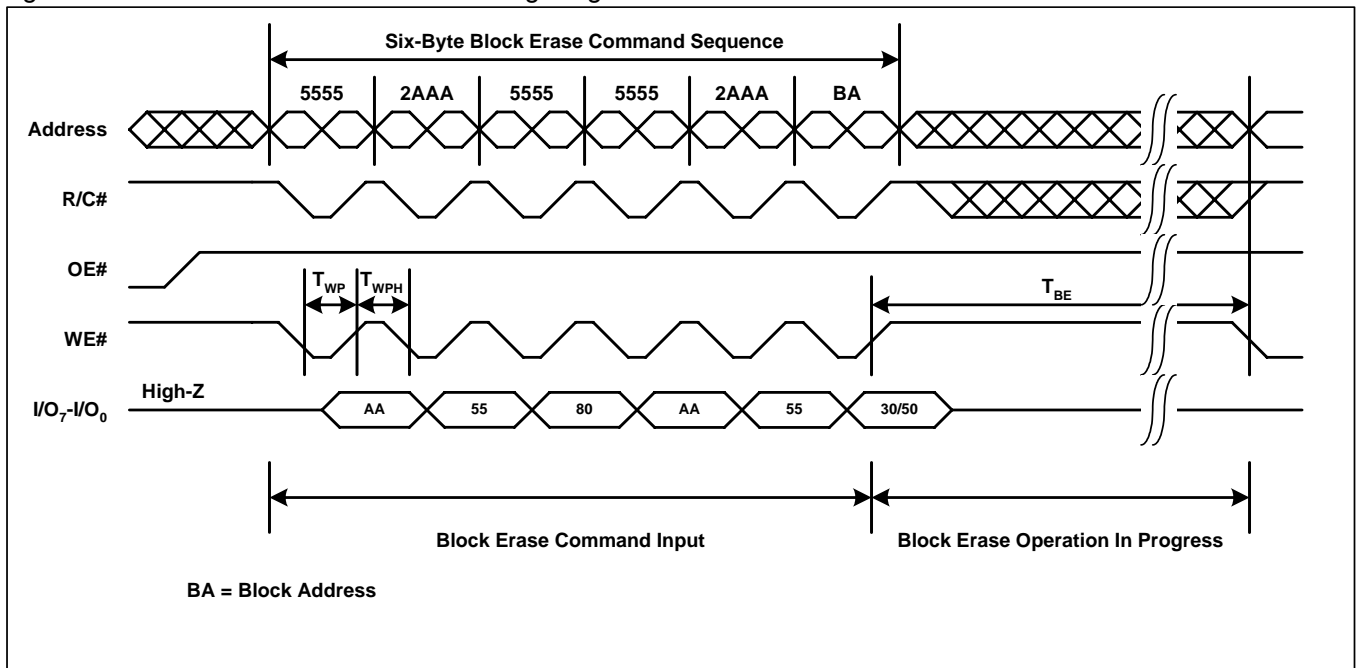 Six-Byte Block Erase Command Sequence
5555 2AAA 5555 5555 2AAA BA
Address
R/C#
OE#
TWP TWPH TBE
WE#
High-Z
I/O7-I/O0 AA 55 80 AA 55 30/50
Block Erase Command Input Block Erase Operation In Progress
BA = Block Address